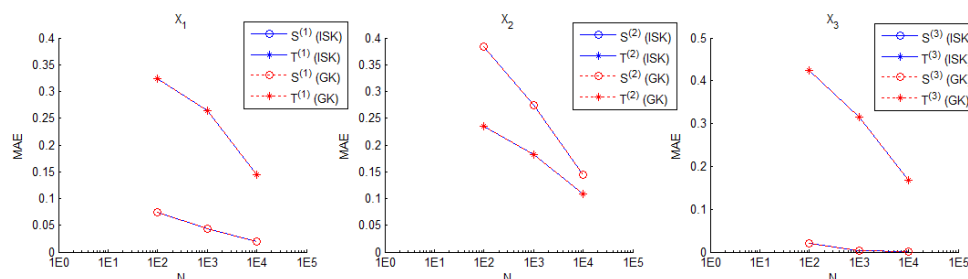 X1
0.4
0.35
0.3
0.25
0.2
0.15
0.1
0.05
0
MAE
1E0 1E1 1E2 1E3 1E4 1E5
N
S(1) (ISK)
T(1) (ISK)
S(1) (GK)
T(1) (GK)
X2
0.4
0.35
0.3
0.25
0.2
0.15
0.1
0.05
0
MAE
1E0 1E1 1E2 1E3 1E4 1E5
N
S(2) (ISK)
T(2) (ISK)
S(2) (GK)
T(2) (GK)
X3
0.5
0.4
0.3
0.2
0.1
0
MAE
1E0 1E1 1E2 1E3 1E4 1E5
N
S(3) (ISK)
T(3) (ISK)
S(3) (GK)
T(3) (GK)